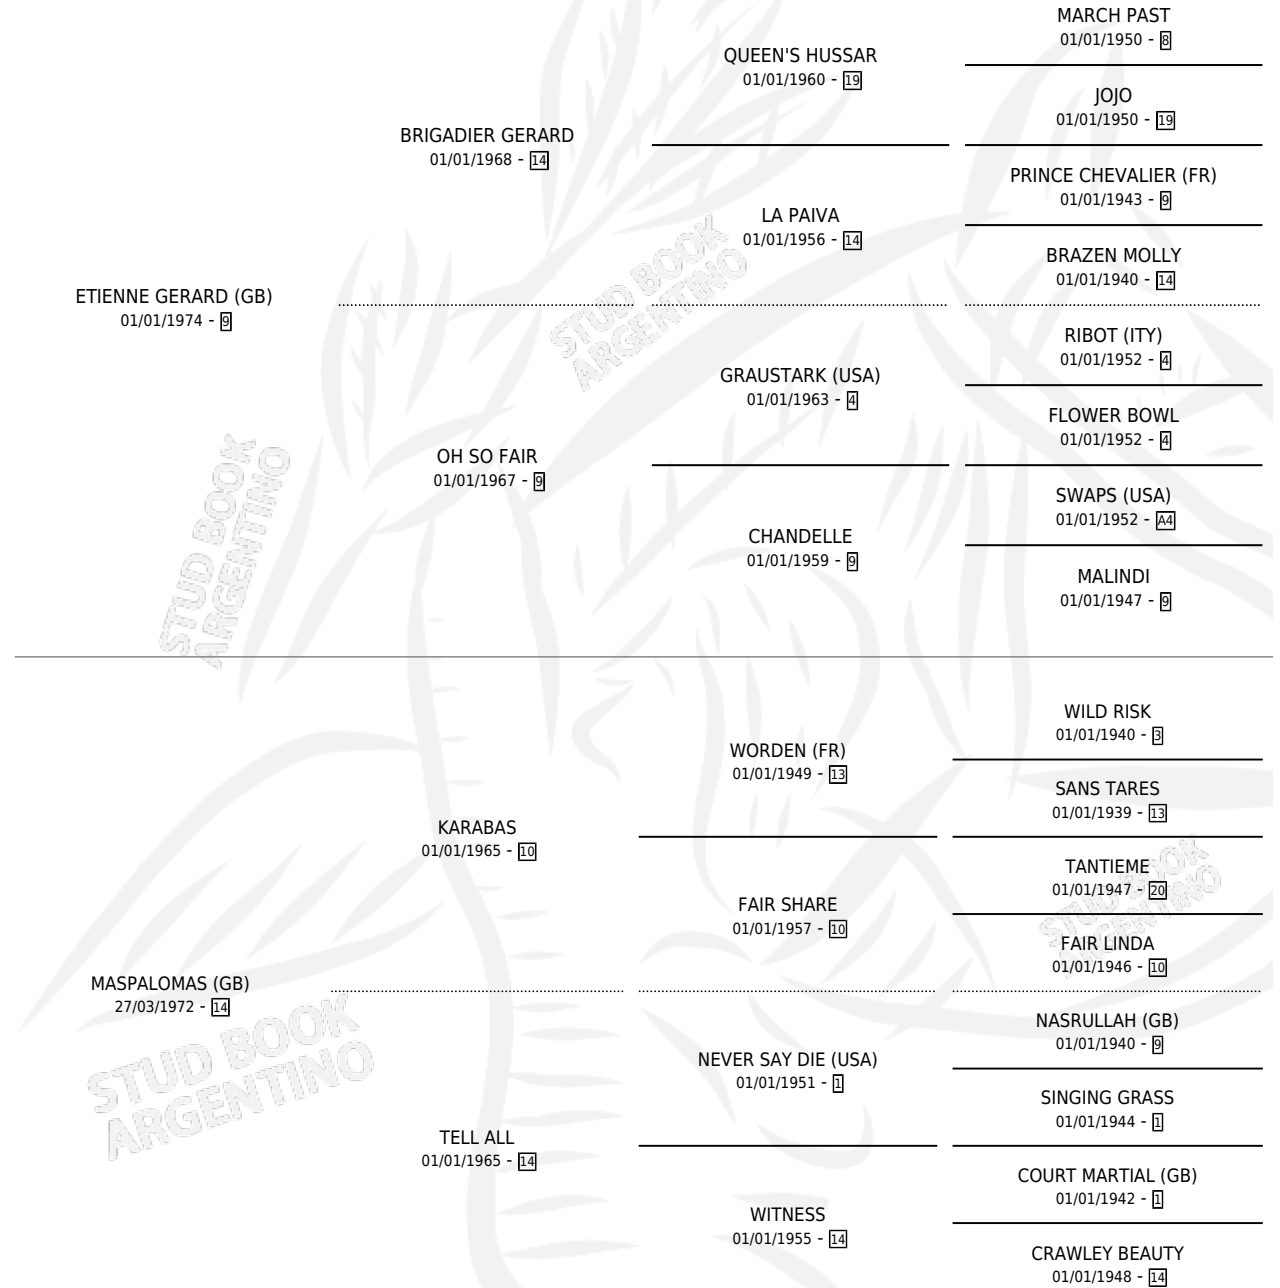 MARCH PAST
01/01/1950 - 8
QUEEN'S HUSSAR
01/01/1960 - 19
JOJO
01/01/1950 - 19
BRIGADIER GERARD
01/01/1968 - 14
PRINCE CHEVALIER (FR)
01/01/1943 - 9
LA PAIVA
01/01/1956 - 14
BRAZEN MOLLY
01/01/1940 - 14
ETIENNE GERARD (GB)
01/01/1974 - 9
STUD BOOK
ARGENTINO
RIBOT (ITY)
01/01/1952 - 4
GRAUSTARK (USA)
01/01/1963 - 4
FLOWER BOWL
01/01/1952 - 4
OH SO FAIR
01/01/1967 - 9
SWAPS (USA)
01/01/1952 - A4
CHANDELLE
01/01/1959 - 9
MALINDI
01/01/1947 - 9
STUD BOOK
ARGENTINO
WILD RISK
01/01/1940 - 3
WORDEN (FR)
01/01/1949 - 13
SANS TARES
01/01/1939 - 13
KARABAS
01/01/1965 - 10
TANTIEME
01/01/1947 - 20
FAIR SHARE
01/01/1957 - 10
STUD BOOK
ARGENTINO
FAIR LINDA
01/01/1946 - 10
MASPALOMAS (GB)
27/03/1972 - 14
STUD BOOK
ARGENTINO
NASRULLAH (GB)
01/01/1940 - 9
NEVER SAY DIE (USA)
01/01/1951 - 1
SINGING GRASS
01/01/1944 - 1
TELL ALL
01/01/1965 - 14
COURT MARTIAL (GB)
01/01/1942 - 1
WITNESS
01/01/1955 - 14
CRAWLEY BEAUTY
01/01/1948 - 14